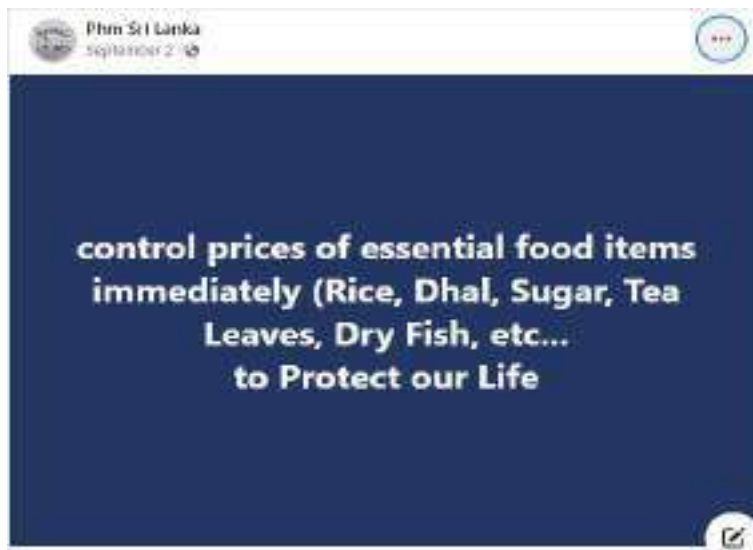 Phm Sri Lanka
September 2
control prices of essential food items
immediately (Rice, Dhal, Sugar, Tea
Leaves, Dry Fish, etc...
to Protect our Life